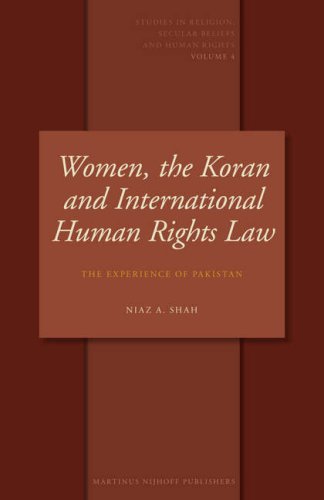 STUDIES IN RELIGION,
SECULAR BELIEFS
AND HUMAN RIGHTS
VOLUME 4
Women, the Koran
and International
Human Rights Law
THE EXPERIENCE OF PAKISTAN
NIAZ A. SHAH
MARTINUS NIJHOFF PUBLISHERS